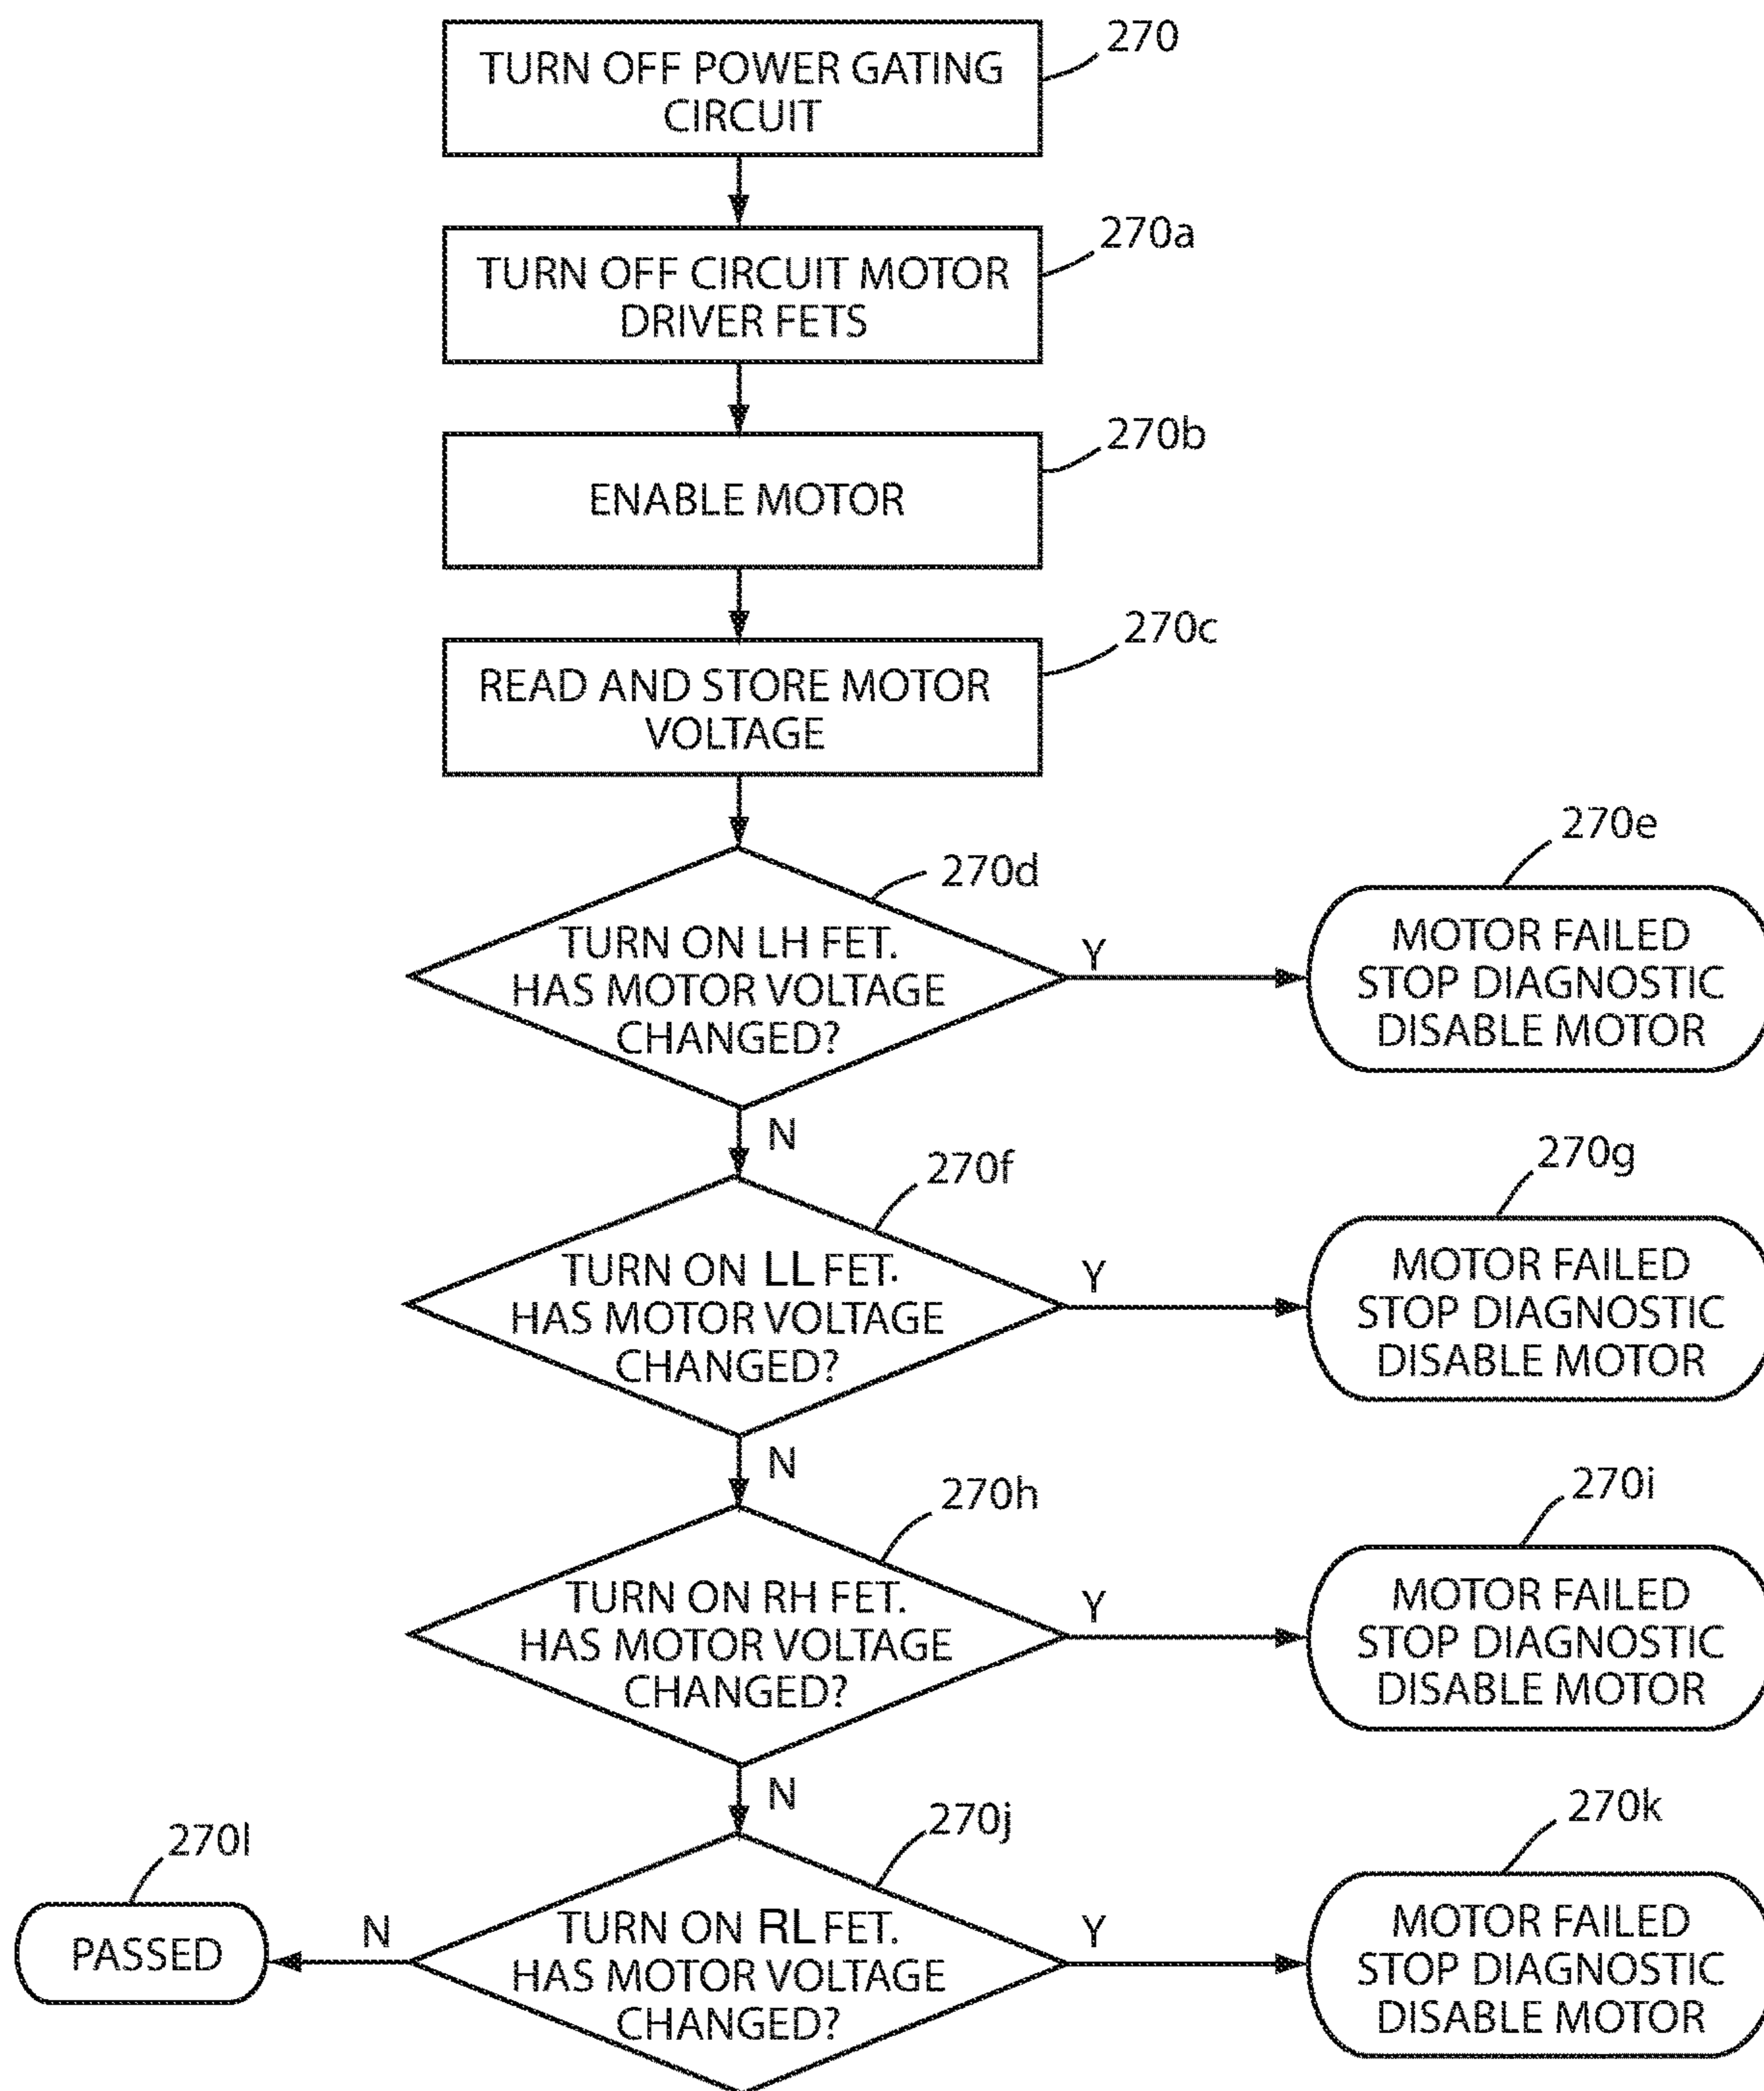 270
TURN OFF POWER GATING
CIRCUIT
270a
TURN OFF CIRCUIT MOTOR
DRIVER FETS
270b
ENABLE MOTOR
270c
READ AND STORE MOTOR
VOLTAGE
270d
TURN ON LH FET.
HAS MOTOR VOLTAGE
CHANGED?
Y
270e
MOTOR FAILED
STOP DIAGNOSTIC
DISABLE MOTOR
N
270f
TURN ON LL FET.
HAS MOTOR VOLTAGE
CHANGED?
Y
270g
MOTOR FAILED
STOP DIAGNOSTIC
DISABLE MOTOR
N
270h
TURN ON RH FET.
HAS MOTOR VOLTAGE
CHANGED?
Y
270i
MOTOR FAILED
STOP DIAGNOSTIC
DISABLE MOTOR
N
270j
TURN ON RL FET.
HAS MOTOR VOLTAGE
CHANGED?
Y
270k
MOTOR FAILED
STOP DIAGNOSTIC
DISABLE MOTOR
N
270l
PASSED